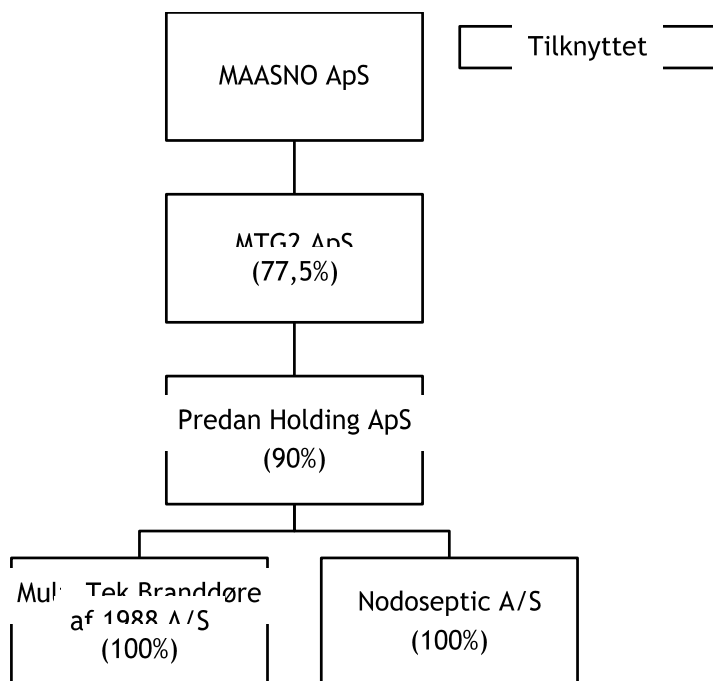 MAASNO ApS
Tilknyttet
MTG2 ApS
(77,5%)
Predan Holding ApS
(90%)
Tek Branddøre
af 1988 A/S
(100%)
Nodoseptic A/S
(100%)